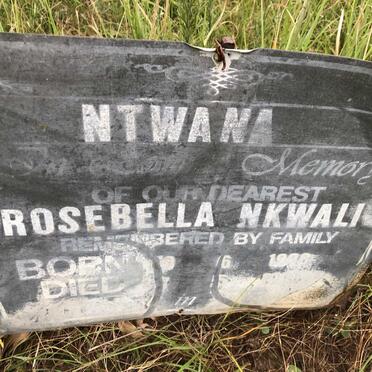 NTWANA
In Loving Memory
OF OUR DEAREST
ROSEBELLA NKWALI
REMEMBERED BY FAMILY
BORN
DIED